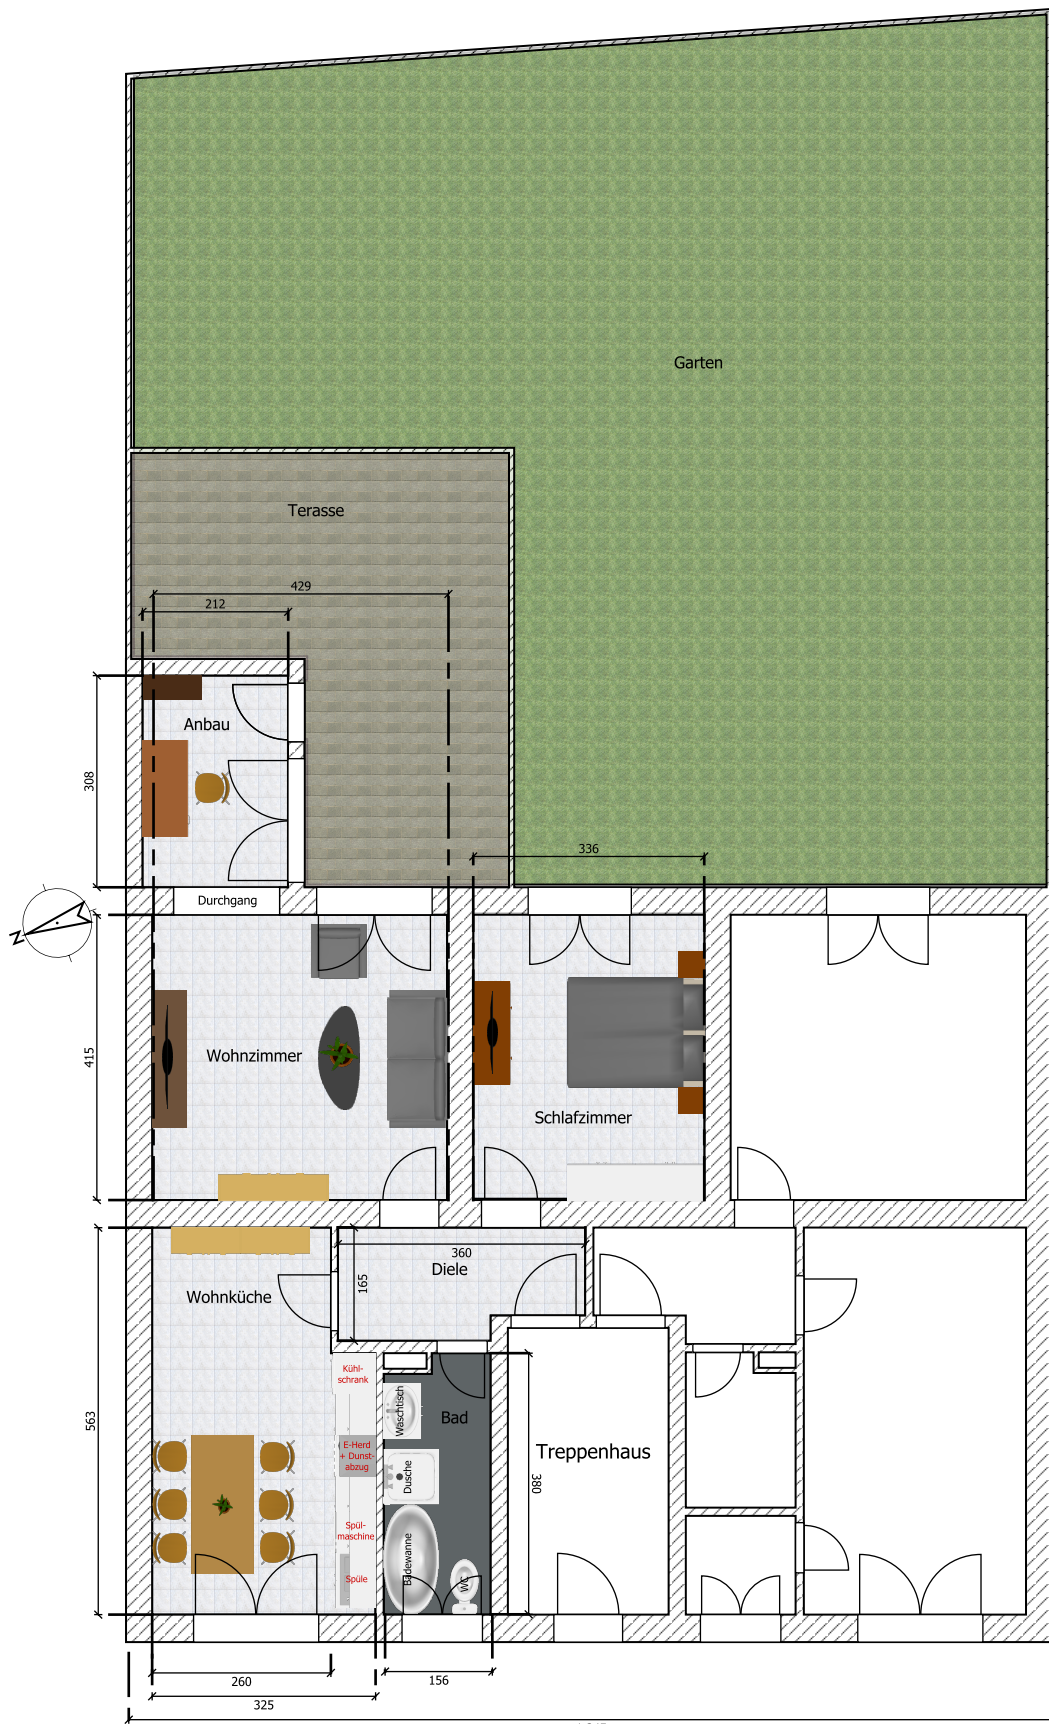 Garten
Terasse
429
212
Anbau
308
336
Durchgang
N
415
Wohnzimmer
Schlafzimmer
360
Diele
165
Wohnküche
Kühl-
schrank
Waschtisch
Bad
563
E-Herd
+ Dunst-
abzug
Dusche
380
Treppenhaus
Spül-
maschine
Badewanne
Spüle
WC
260
156
325